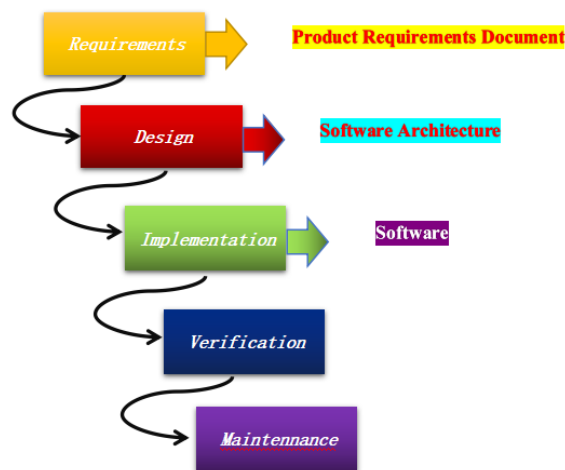 Requirements
Product Requirements Document
Design
Software Architecture
Implementation
Software
Verification
Maintennance